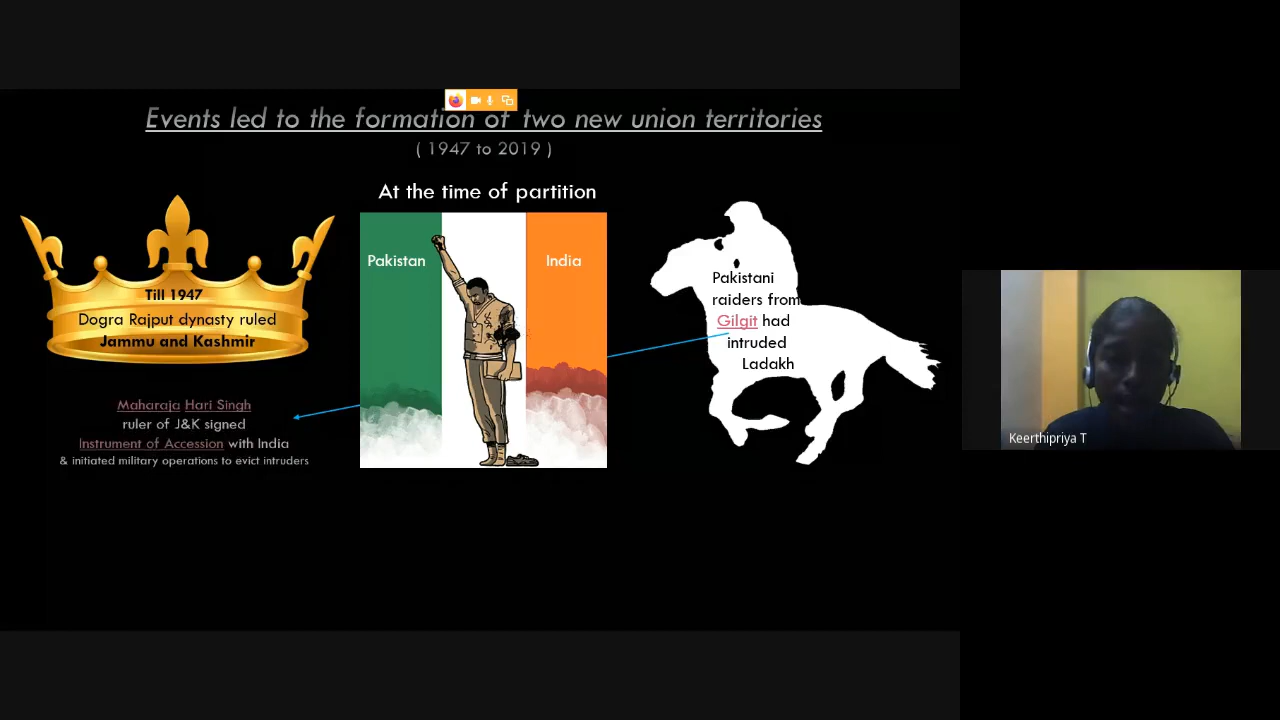 Events led to the formation of two new union territories
( 1947 to 2019 )
At the time of partition
Till 1947
Dogra Rajput dynasty ruled
Jammu and Kashmir
Maharaja Hari Singh
ruler of J&K signed
Instrument of Accession with India
& initiated military operations to evict intruders
Pakistan
India
Pakistani
raiders from
Gilgit had
intruded
Ladakh
Keerthipriya T